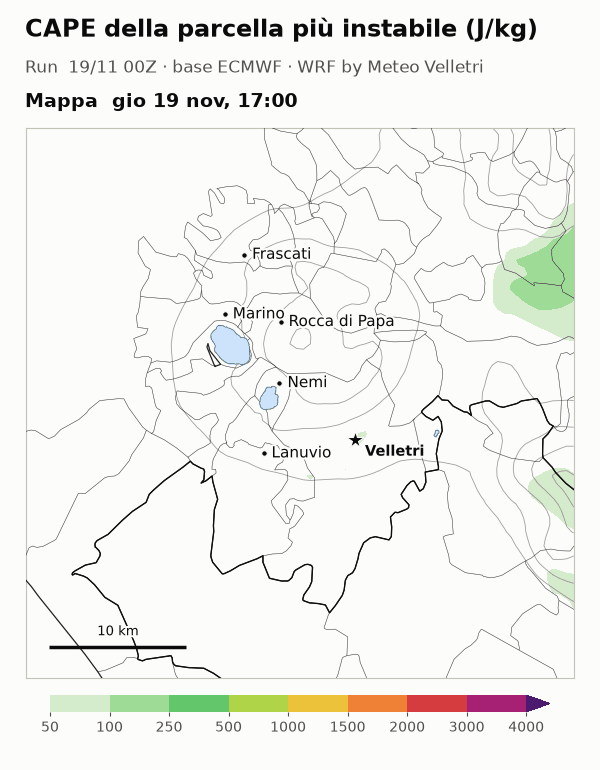 CAPE della parcella più instabile (J/kg)
Run  19/11 00Z · base ECMWF · WRF by Meteo Velletri
Mappa  gio 19 nov, 17:00
Frascati
Marino
Rocca di Papa
Nemi
Velletri
Lanuvio
10 km
50 100 250 500 1000 1500 2000 3000 4000